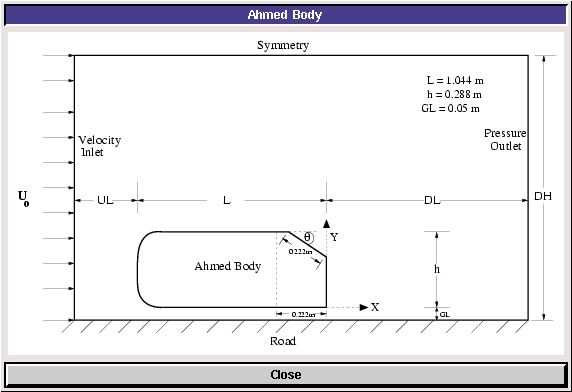 Ahmed Body
Symmetry
L = 1.044 m
h = 0.288 m
GL = 0.05 m
Velocity
Inlet
Pressure
Outlet
U
o
UL
L
DL
DH
θ
Y
0.222m
Ahmed Body
h
X
0.222m
GL
Road
Close